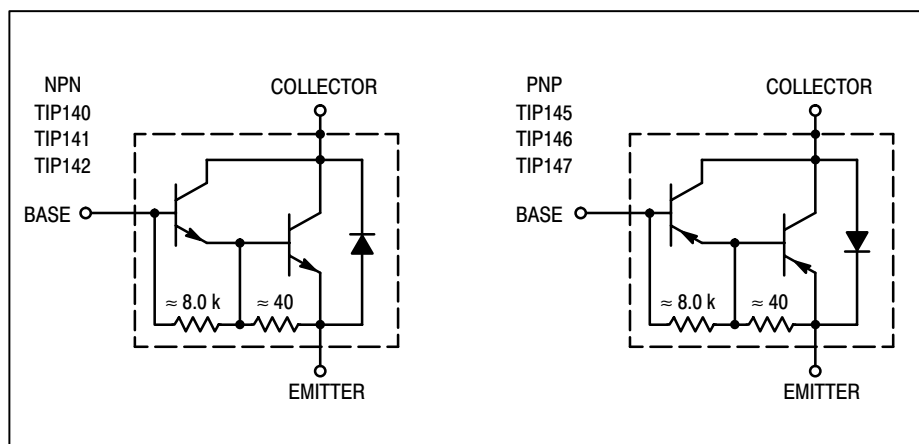 NPN
TIP140
TIP141
TIP142
COLLECTOR
BASE
≈ 8.0 k
≈ 40
EMITTER
PNP
TIP145
TIP146
TIP147
COLLECTOR
BASE
≈ 8.0 k
≈ 40
EMITTER